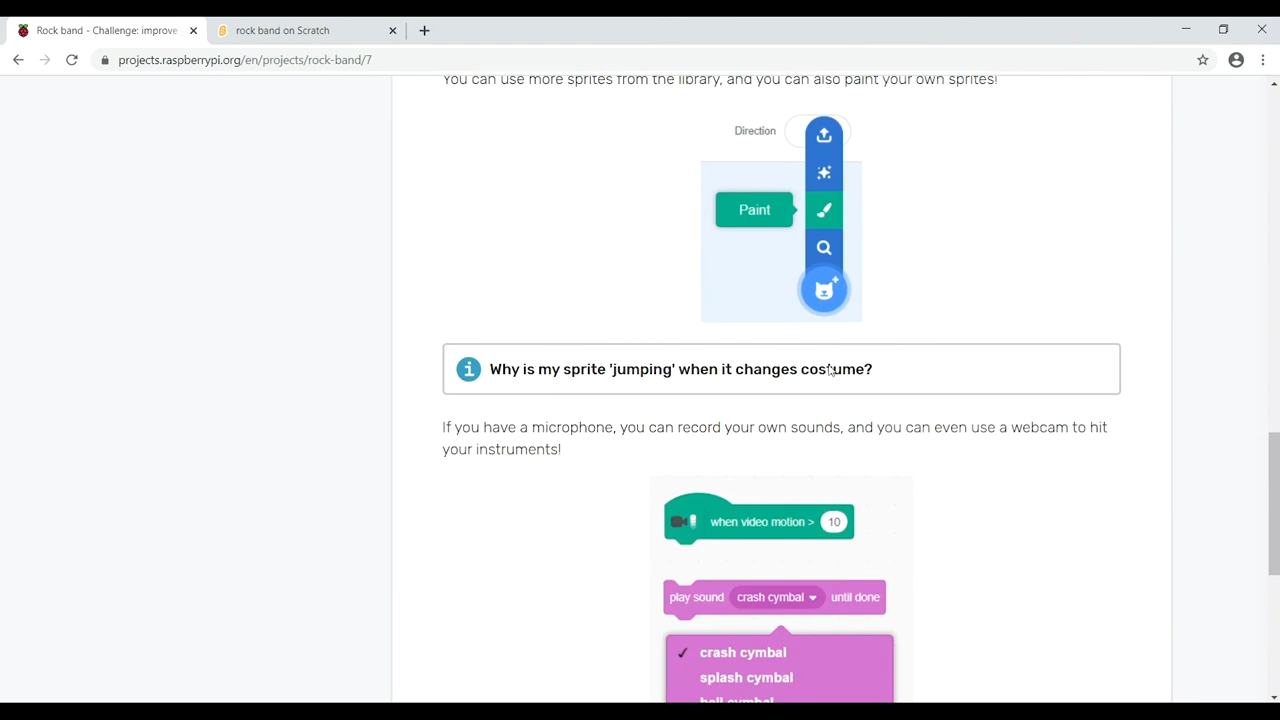 Rock band - Challenge: improve
rock band on Scratch
projects.raspberrypi.org/en/projects/rock-band/7
You can use more sprites from the library, and you can also paint your own sprites!
Direction
Paint
Why is my sprite 'jumping' when it changes costume?
If you have a microphone, you can record your own sounds, and you can even use a webcam to hit
your instruments!
when video motion > 10
play sound crash cymbal until done
crash cymbal
splash cymbal
bell cymbal